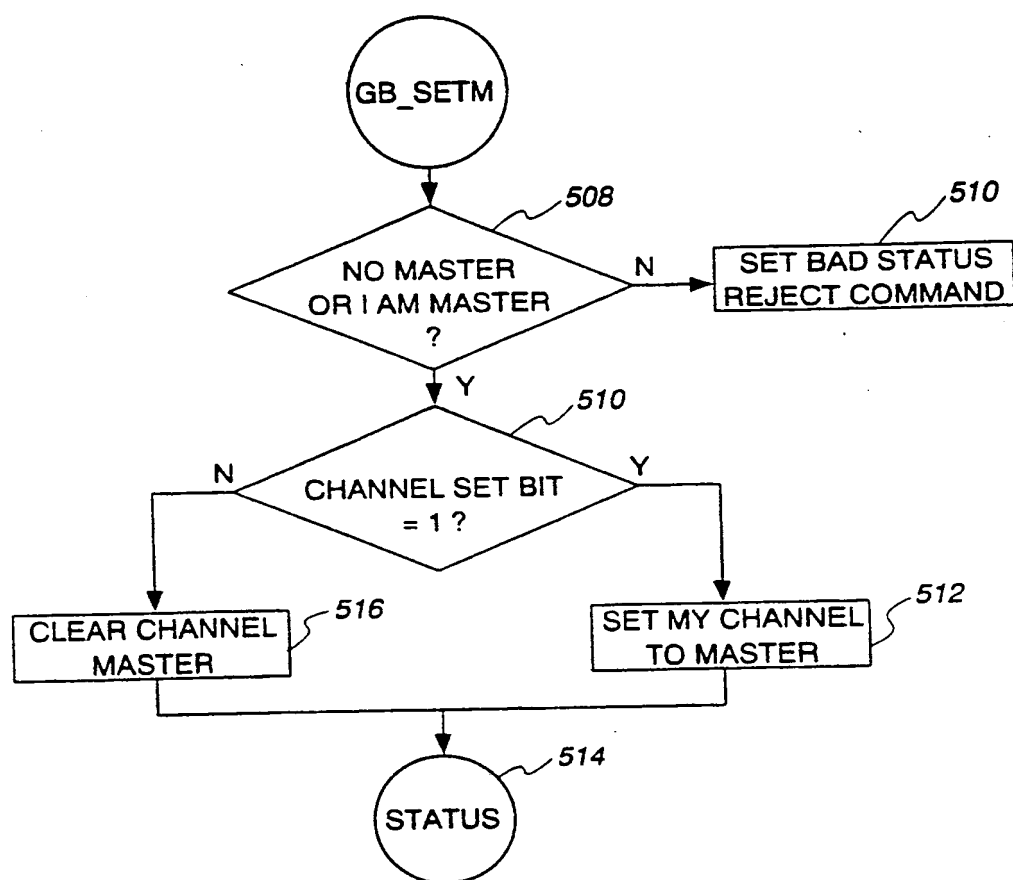 GB_SETM
508
NO MASTER
OR I AM MASTER
?
N
510
SET BAD STATUS
REJECT COMMAND
Y
510
N
CHANNEL SET BIT
= 1 ?
Y
516
CLEAR CHANNEL
MASTER
512
SET MY CHANNEL
TO MASTER
514
STATUS